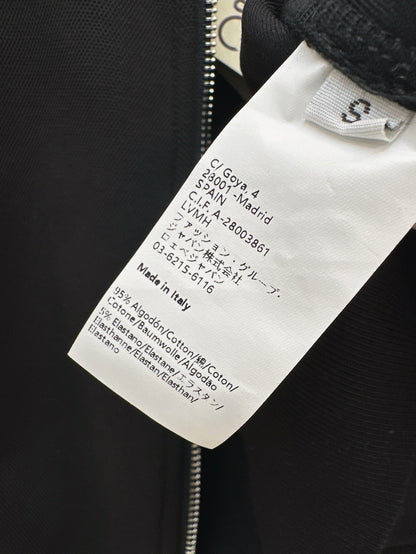 S
C/ Goya, 4
28001 -Madrid
SPAIN
C.I.F. A-28003861
LVMH
ファッション・グループ・
ジャパン株式会社
ロエベジャパン
03-6215-6116
Made in Italy
95% Algodón/Cotton/綿/Coton/
Cotone/Baumwolle/Algodão
5% Elastano/Elastane/エラスタン/
Elasthanne/Elastan/Elasthan/
Elastano